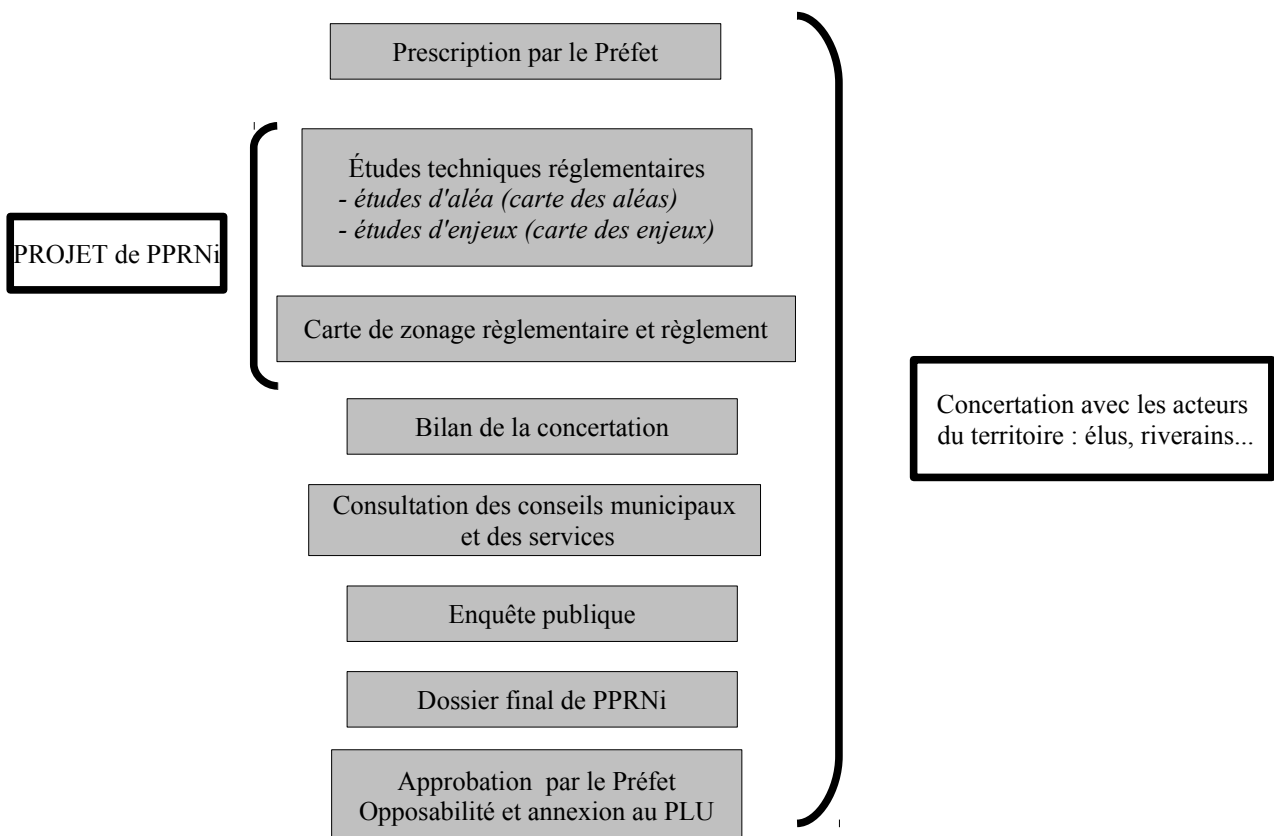 Prescription par le Préfet
Études techniques réglementaires
- études d'aléa (carte des aléas)
- études d'enjeux (carte des enjeux)
PROJET de PPRNi
Carte de zonage règlementaire et règlement
Bilan de la concertation
Concertation avec les acteurs
du territoire : élus, riverains...
Consultation des conseils municipaux
et des services
Enquête publique
Dossier final de PPRNi
Approbation par le Préfet
Opposabilité et annexion au PLU